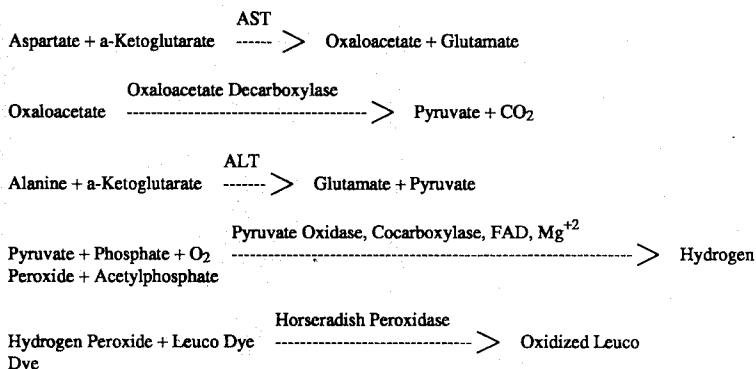 AST
Aspartate + a-Ketoglutarate ------> Oxaloacetate + Glutamate
Oxaloacetate Decarboxylase
Oxaloacetate ---------------------------------------> Pyruvate + CO2
ALT
Alanine + a-Ketoglutarate -------> Glutamate + Pyruvate
Pyruvate Oxidase, Cocarboxylase, FAD, Mg+2
Pyruvate + Phosphate + O2 -------------------------------------------------------------------> Hydrogen
Peroxide + Acetylphosphate
Horseradish Peroxidase
Hydrogen Peroxide + Leuco Dye --------------------------------> Oxidized Leuco
Dye